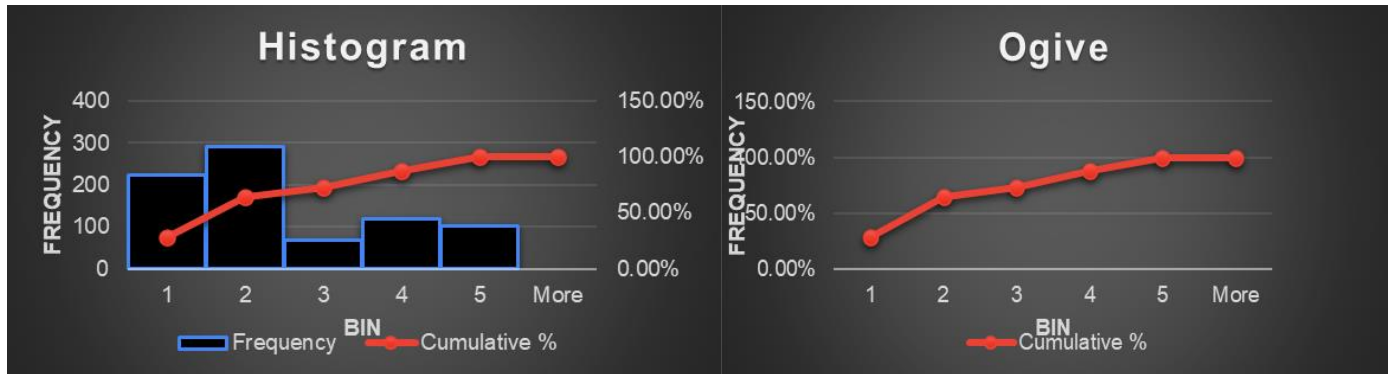 Histogram
400
300
200
100
0
FREQUENCY
150.00%
100.00%
50.00%
0.00%
1 2 3 4 5 More
BIN
Frequency Cumulative %
Ogive
150.00%
100.00%
50.00%
0.00%
FREQUENCY
1 2 3 4 5 More
BIN
Cumulative %